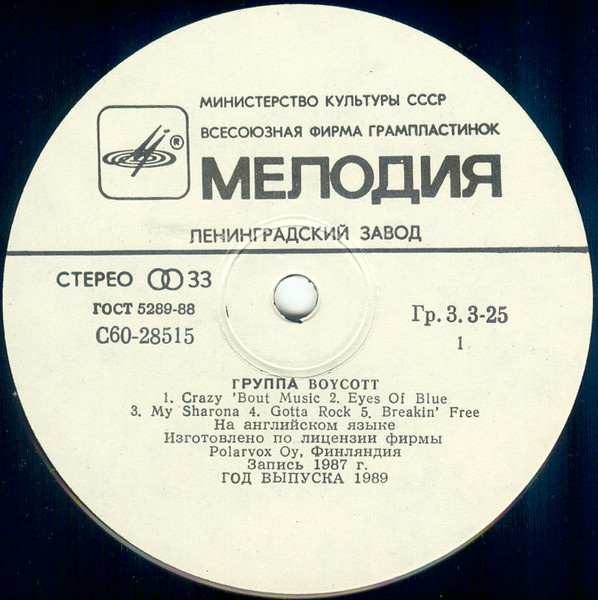 МИНИСТЕРСТВО КУЛЬТУРЫ СССР
ВСЕСОЮЗНАЯ ФИРМА ГРАМПЛАСТИНОК
®
МЕЛОДИЯ
ЛЕНИНГРАДСКИЙ ЗАВОД
СТЕРЕО 33
ГОСТ 5289-88
С60-28515
Гр. 3. 3-25
1
ГРУППА BOYCOTT
1. Crazy 'Bout Music 2. Eyes Of Blue
3. My Sharona 4. Gotta Rock 5. Breakin' Free
На английском языке
Изготовлено по лицензии фирмы
Polarvox Oy, Финляндия
Запись 1987 г.
ГОД ВЫПУСКА 1989